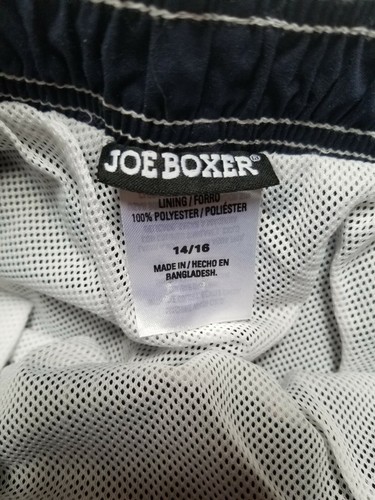 JOE BOXER®
LINING / FORRO
100% POLYESTER / POLIÉSTER
14/16
MADE IN / HECHO EN
BANGLADESH.